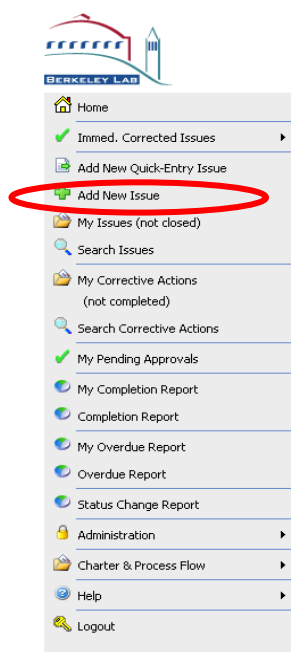 BERKELEY LAB
Home
Immed. Corrected Issues
Add New Quick-Entry Issue
Add New Issue
My Issues (not closed)
Search Issues
My Corrective Actions
(not completed)
Search Corrective Actions
My Pending Approvals
My Completion Report
Completion Report
My Overdue Report
Overdue Report
Status Change Report
Administration
Charter & Process Flow
Help
Logout